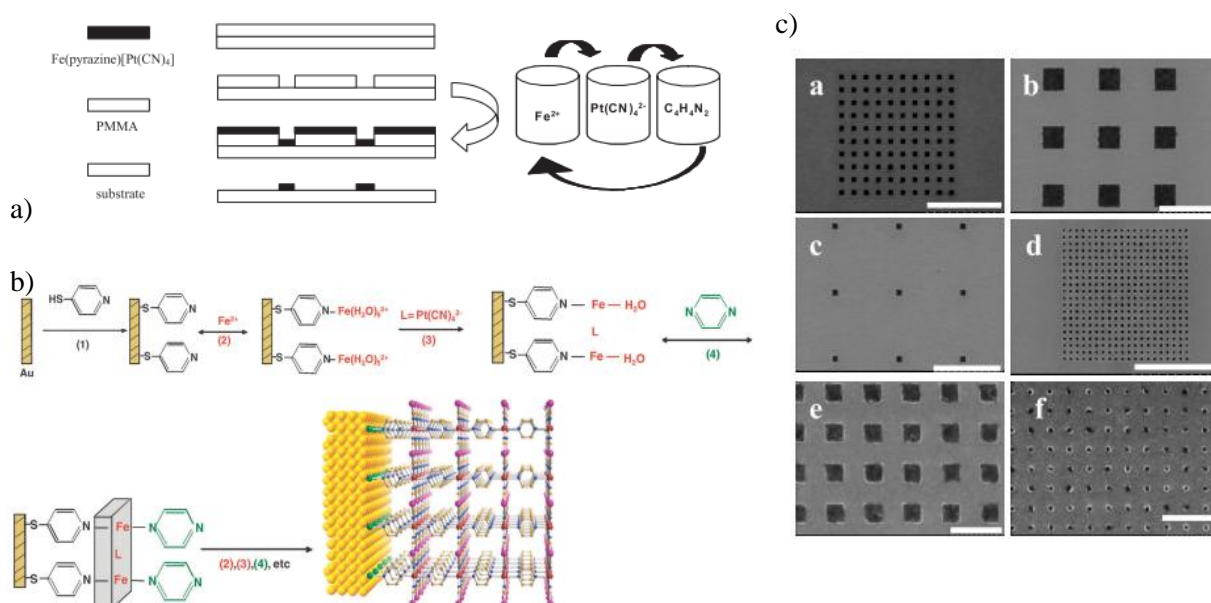 a)
Fe(pyrazine)[Pt(CN)₄]
PMMA
substrate
Fe²⁺
Pt(CN)₄²⁻
C₄H₄N₂
b)
HS
N
Au
(1)
S
N
S
N
Fe²⁺
(2)
S
N
Fe(H₂O)₅²⁺
S
N
Fe(H₂O)₅²⁺
L=Pt(CN)₄²⁻
(3)
S
N — Fe — H₂O
L
S
N — Fe — H₂O
N
N
(4)
S
N
Fe
N
N
L
S
N
Fe
N
N
(2),(3),(4), etc
c)
a
b
c
d
e
f